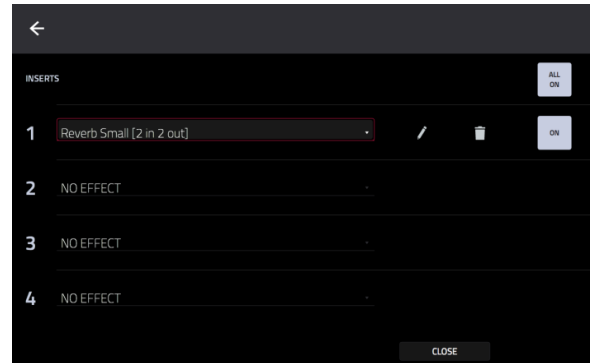 INSERTS
ALL
ON
1 Reverb Small [2 in 2 out] ON
2 NO EFFECT
3 NO EFFECT
4 NO EFFECT
CLOSE